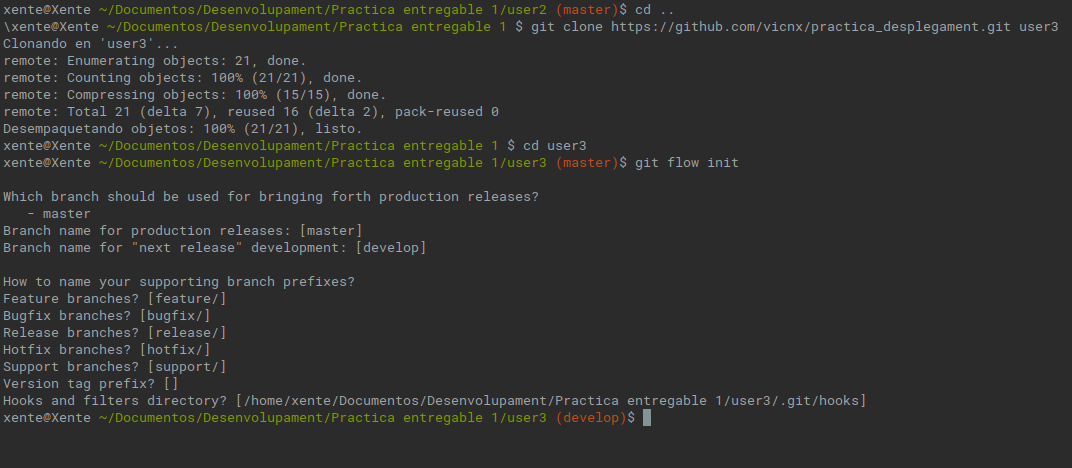 xente@Xente ~/Documentos/Desenvolupament/Practica entregable 1/user2 (master)$ cd ..
\xente@Xente ~/Documentos/Desenvolupament/Practica entregable 1 $ git clone https://github.com/vicnx/practica_desplegament.git user3
Clonando en 'user3'...
remote: Enumerating objects: 21, done.
remote: Counting objects: 100% (21/21), done.
remote: Compressing objects: 100% (15/15), done.
remote: Total 21 (delta 7), reused 16 (delta 2), pack-reused 0
Desempaquetando objetos: 100% (21/21), listo.
xente@Xente ~/Documentos/Desenvolupament/Practica entregable 1 $ cd user3
xente@Xente ~/Documentos/Desenvolupament/Practica entregable 1/user3 (master)$ git flow init
Which branch should be used for bringing forth production releases?
   - master
Branch name for production releases: [master]
Branch name for "next release" development: [develop]
How to name your supporting branch prefixes?
Feature branches? [feature/]
Bugfix branches? [bugfix/]
Release branches? [release/]
Hotfix branches? [hotfix/]
Support branches? [support/]
Version tag prefix? []
Hooks and filters directory? [/home/xente/Documentos/Desenvolupament/Practica entregable 1/user3/.git/hooks]
xente@Xente ~/Documentos/Desenvolupament/Practica entregable 1/user3 (develop)$